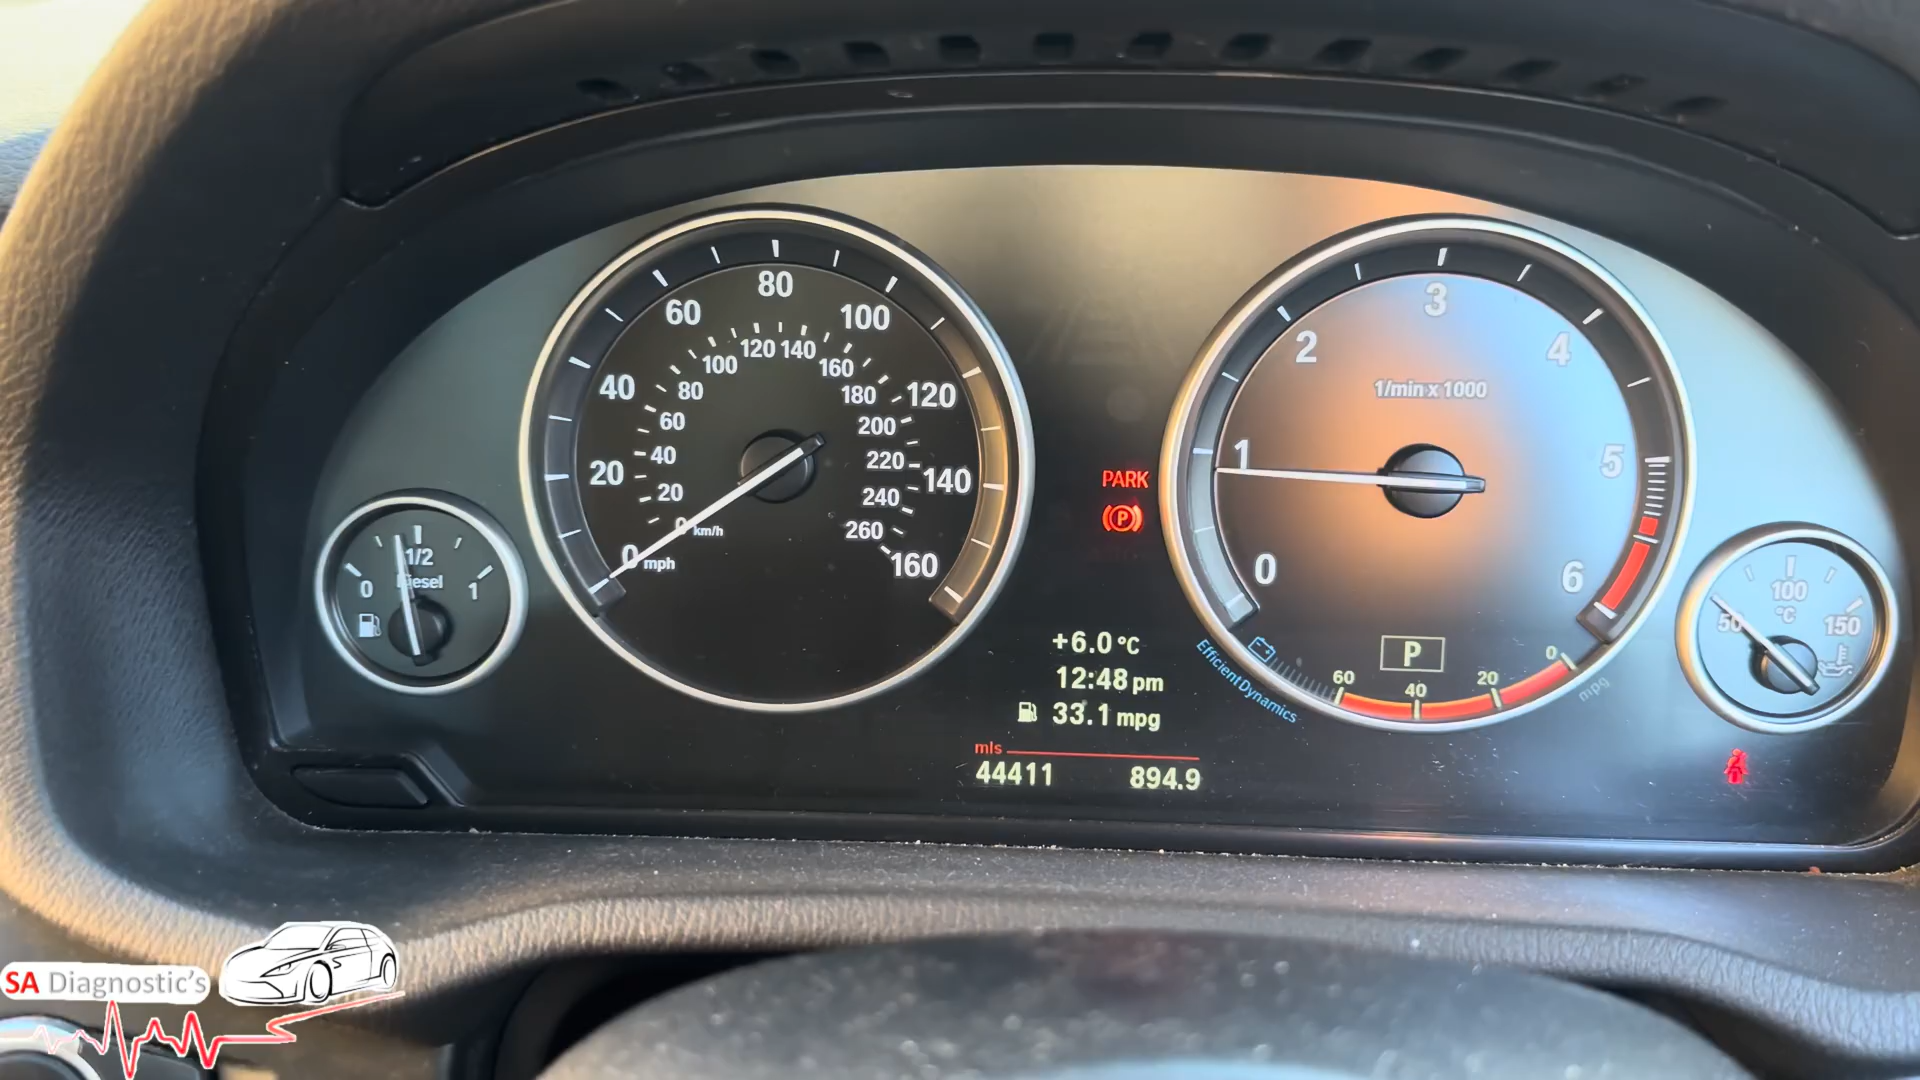 0
1/2
1
Diesel
0
20
40
60
80
100
120
140
160
mph
0
20
40
60
80
100
120
140
160
180
200
220
240
260
km/h
PARK
P
+6.0 °C
12:48 pm
33.1 mpg
mls
44411 894.9
0
1
2
3
4
5
6
1/min x 1000
P
EfficientDynamics
60
40
20
0
mpg
50
100
150
°C
SA Diagnostic's